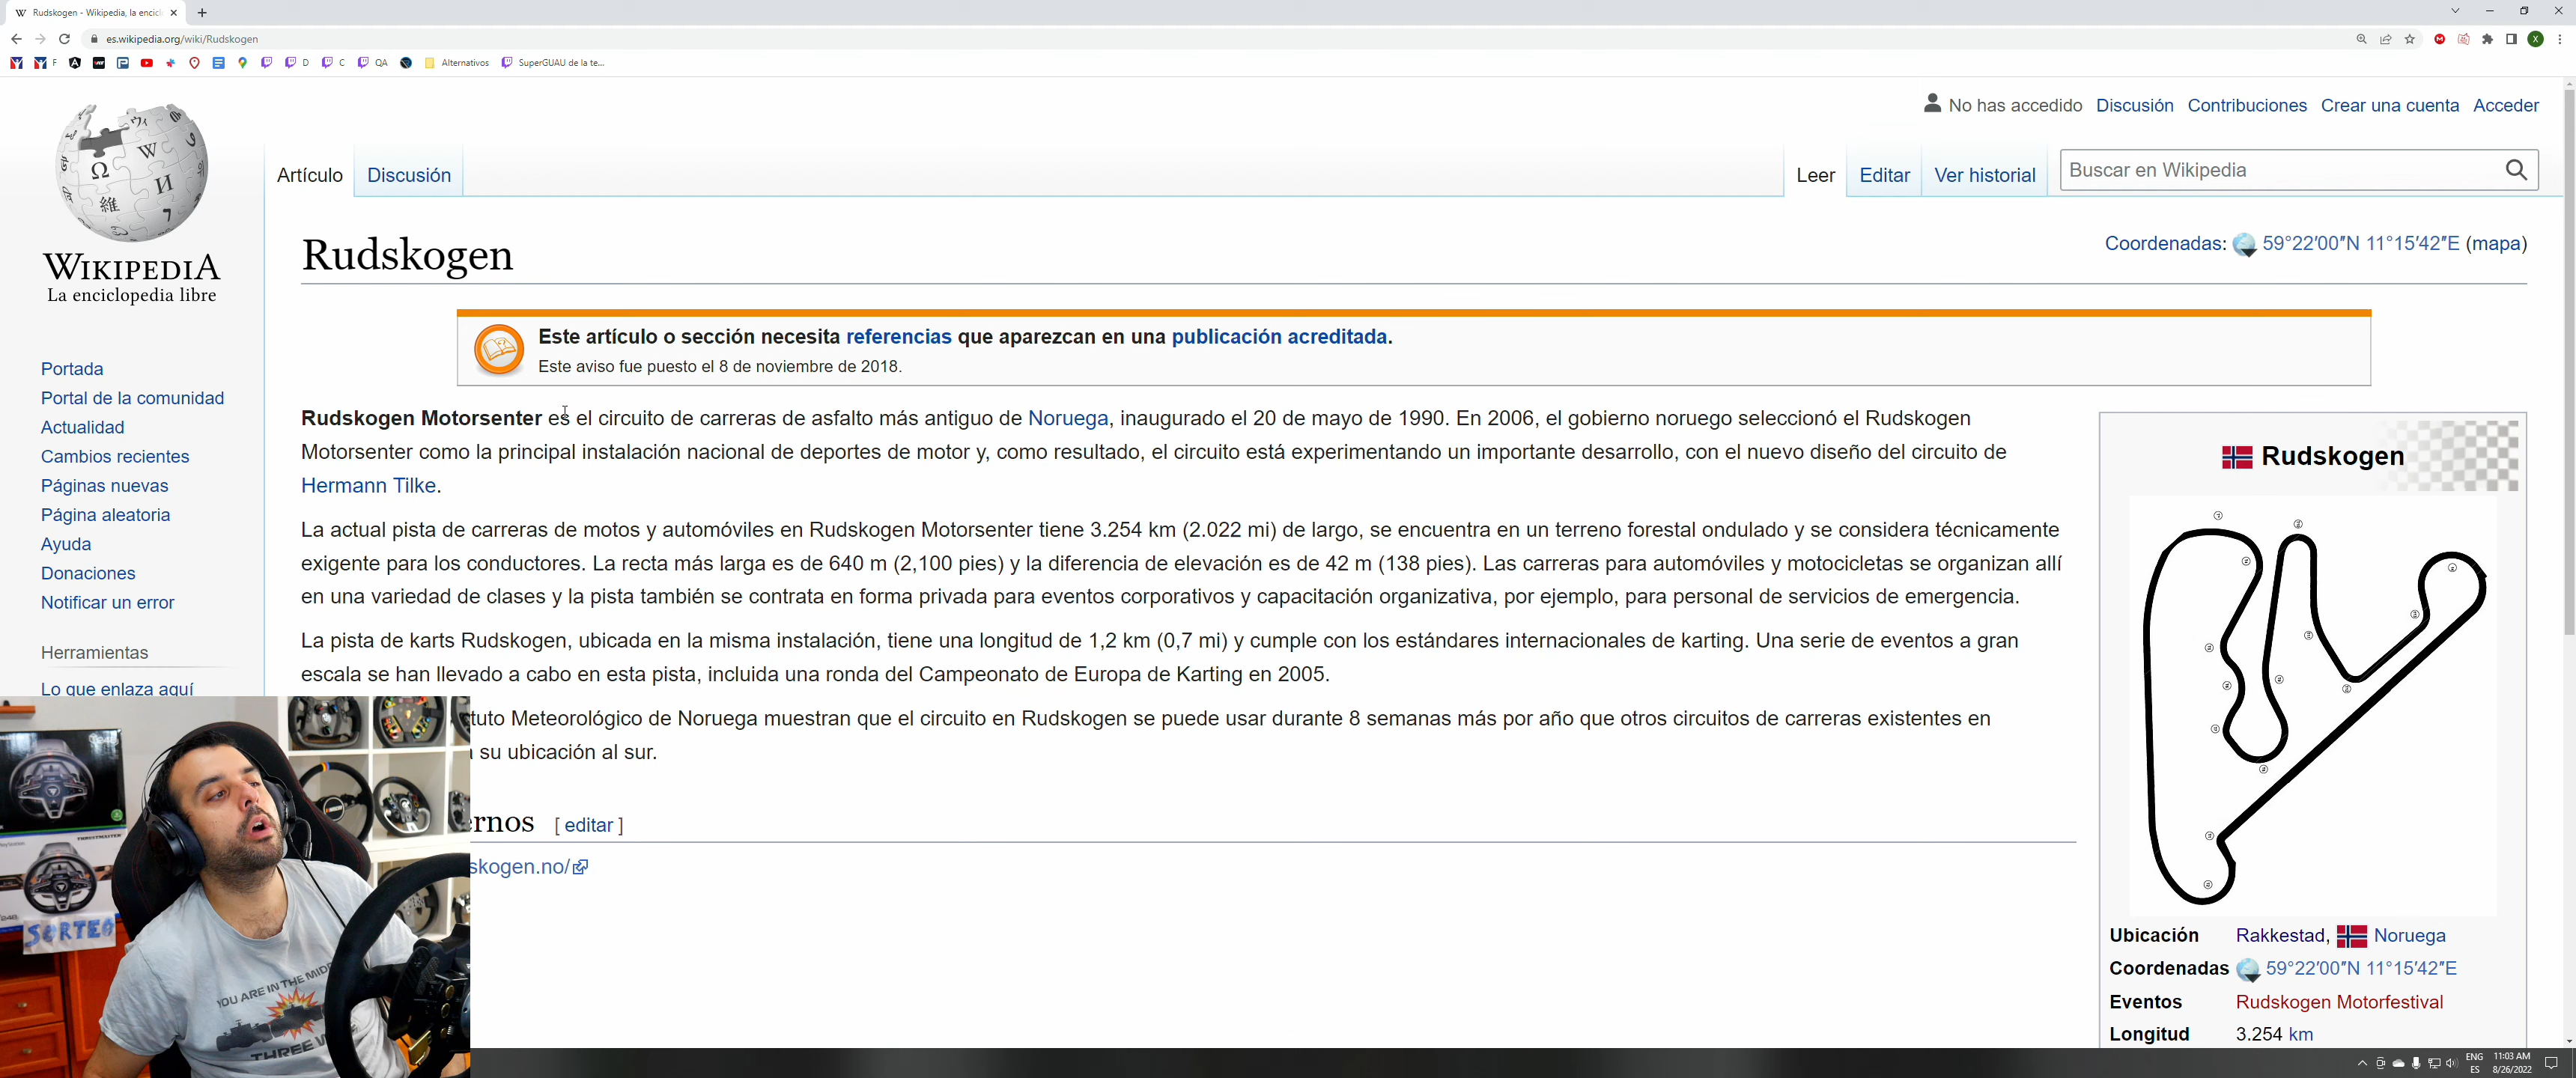 Rudskogen - Wikipedia, la encicl
es.wikipedia.org/wiki/Rudskogen
F
D
C
QA
Alternativos
SuperGUAU de la te...
No has accedido Discusión Contribuciones Crear una cuenta Acceder
Artículo Discusión
Leer Editar Ver historial Buscar en Wikipedia
WIKIPEDIA
La enciclopedia libre
Portada
Portal de la comunidad
Actualidad
Cambios recientes
Páginas nuevas
Página aleatoria
Ayuda
Donaciones
Notificar un error
Herramientas
Lo que enlaza aquí
Rudskogen
Coordenadas: 59°22′00″N 11°15′42″E (mapa)
Este artículo o sección necesita referencias que aparezcan en una publicación acreditada.
Este aviso fue puesto el 8 de noviembre de 2018.
Rudskogen Motorsenter es el circuito de carreras de asfalto más antiguo de Noruega, inaugurado el 20 de mayo de 1990. En 2006, el gobierno noruego seleccionó el Rudskogen
Motorsenter como la principal instalación nacional de deportes de motor y, como resultado, el circuito está experimentando un importante desarrollo, con el nuevo diseño del circuito de
Hermann Tilke.
La actual pista de carreras de motos y automóviles en Rudskogen Motorsenter tiene 3.254 km (2.022 mi) de largo, se encuentra en un terreno forestal ondulado y se considera técnicamente
exigente para los conductores. La recta más larga es de 640 m (2,100 pies) y la diferencia de elevación es de 42 m (138 pies). Las carreras para automóviles y motocicletas se organizan allí
en una variedad de clases y la pista también se contrata en forma privada para eventos corporativos y capacitación organizativa, por ejemplo, para personal de servicios de emergencia.
La pista de karts Rudskogen, ubicada en la misma instalación, tiene una longitud de 1,2 km (0,7 mi) y cumple con los estándares internacionales de karting. Una serie de eventos a gran
escala se han llevado a cabo en esta pista, incluida una ronda del Campeonato de Europa de Karting en 2005.
tuto Meteorológico de Noruega muestran que el circuito en Rudskogen se puede usar durante 8 semanas más por año que otros circuitos de carreras existentes en
su ubicación al sur.
ernos [ editar ]
skogen.no/
Rudskogen
Ubicación Rakkestad, Noruega
Coordenadas 59°22′00″N 11°15′42″E
Eventos Rudskogen Motorfestival
Longitud 3.254 km
THRUSTMASTER
SORTEO
YOU ARE IN THE MIDD
THREE W
ENG
ES
11:03 AM
8/26/2022